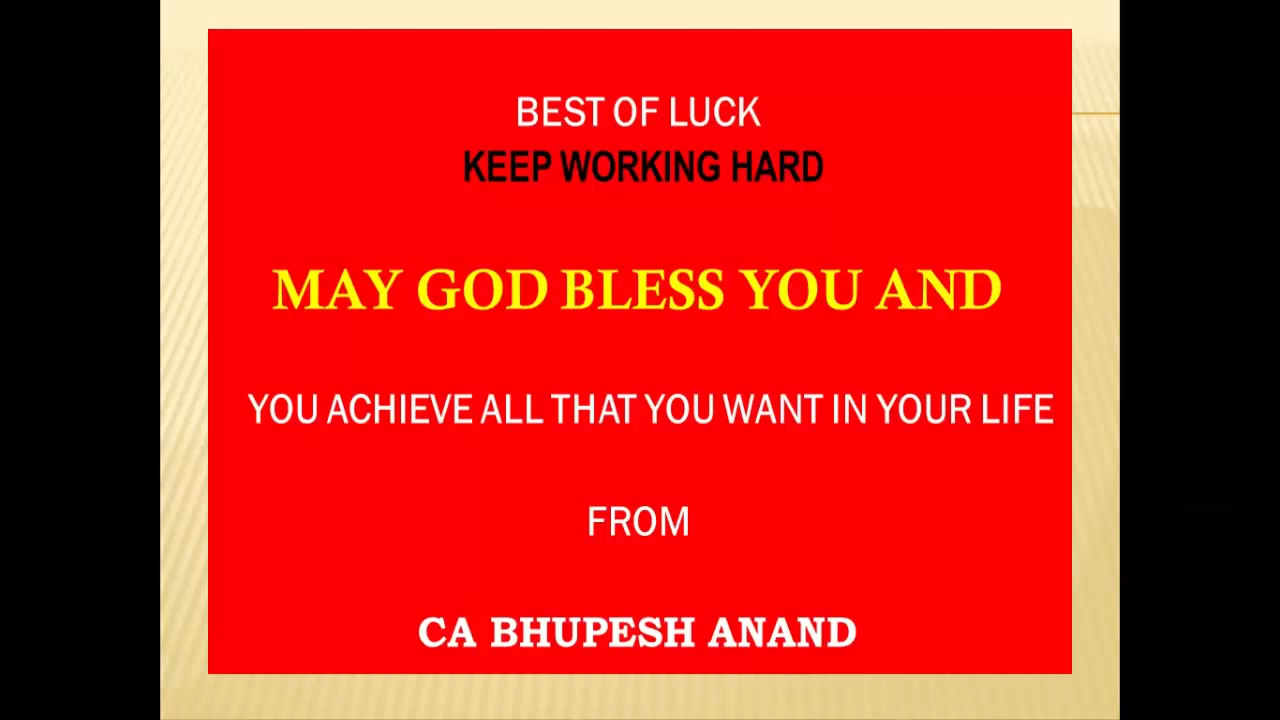 BEST OF LUCK
KEEP WORKING HARD
MAY GOD BLESS YOU AND
YOU ACHIEVE ALL THAT YOU WANT IN YOUR LIFE
FROM
CA BHUPESH ANAND